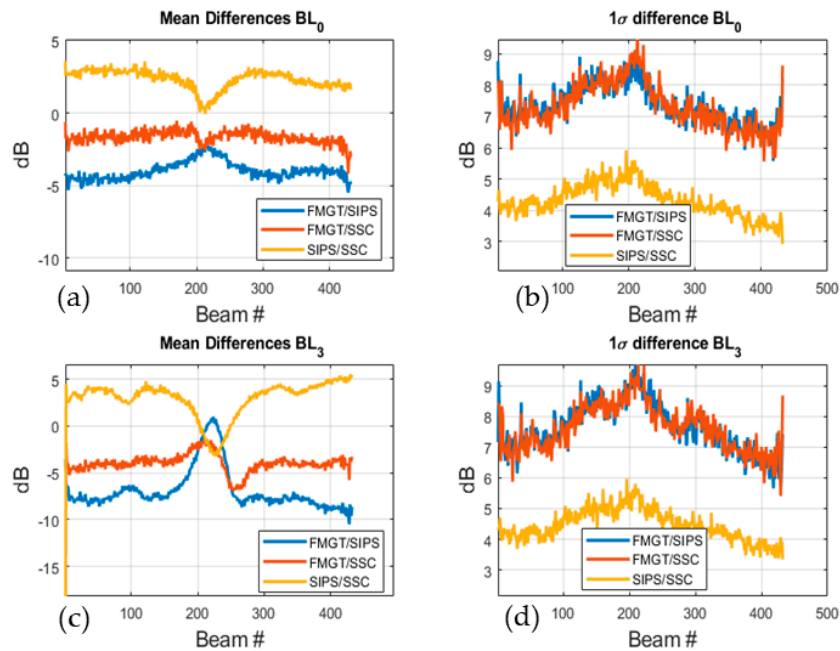 Mean Differences BL0
5
0
-5
-10
dB
100 200 300 400
Beam #
FMGT/SIPS
FMGT/SSC
SIPS/SSC
(a)
1σ difference BL0
9
8
7
6
5
4
3
dB
100 200 300 400 500
Beam #
FMGT/SIPS
FMGT/SSC
SIPS/SSC
(b)
Mean Differences BL3
5
0
-5
-10
-15
dB
100 200 300 400
Beam #
FMGT/SIPS
FMGT/SSC
SIPS/SSC
(c)
1σ difference BL3
9
8
7
6
5
4
3
dB
100 200 300 400 500
Beam #
FMGT/SIPS
FMGT/SSC
SIPS/SSC
(d)